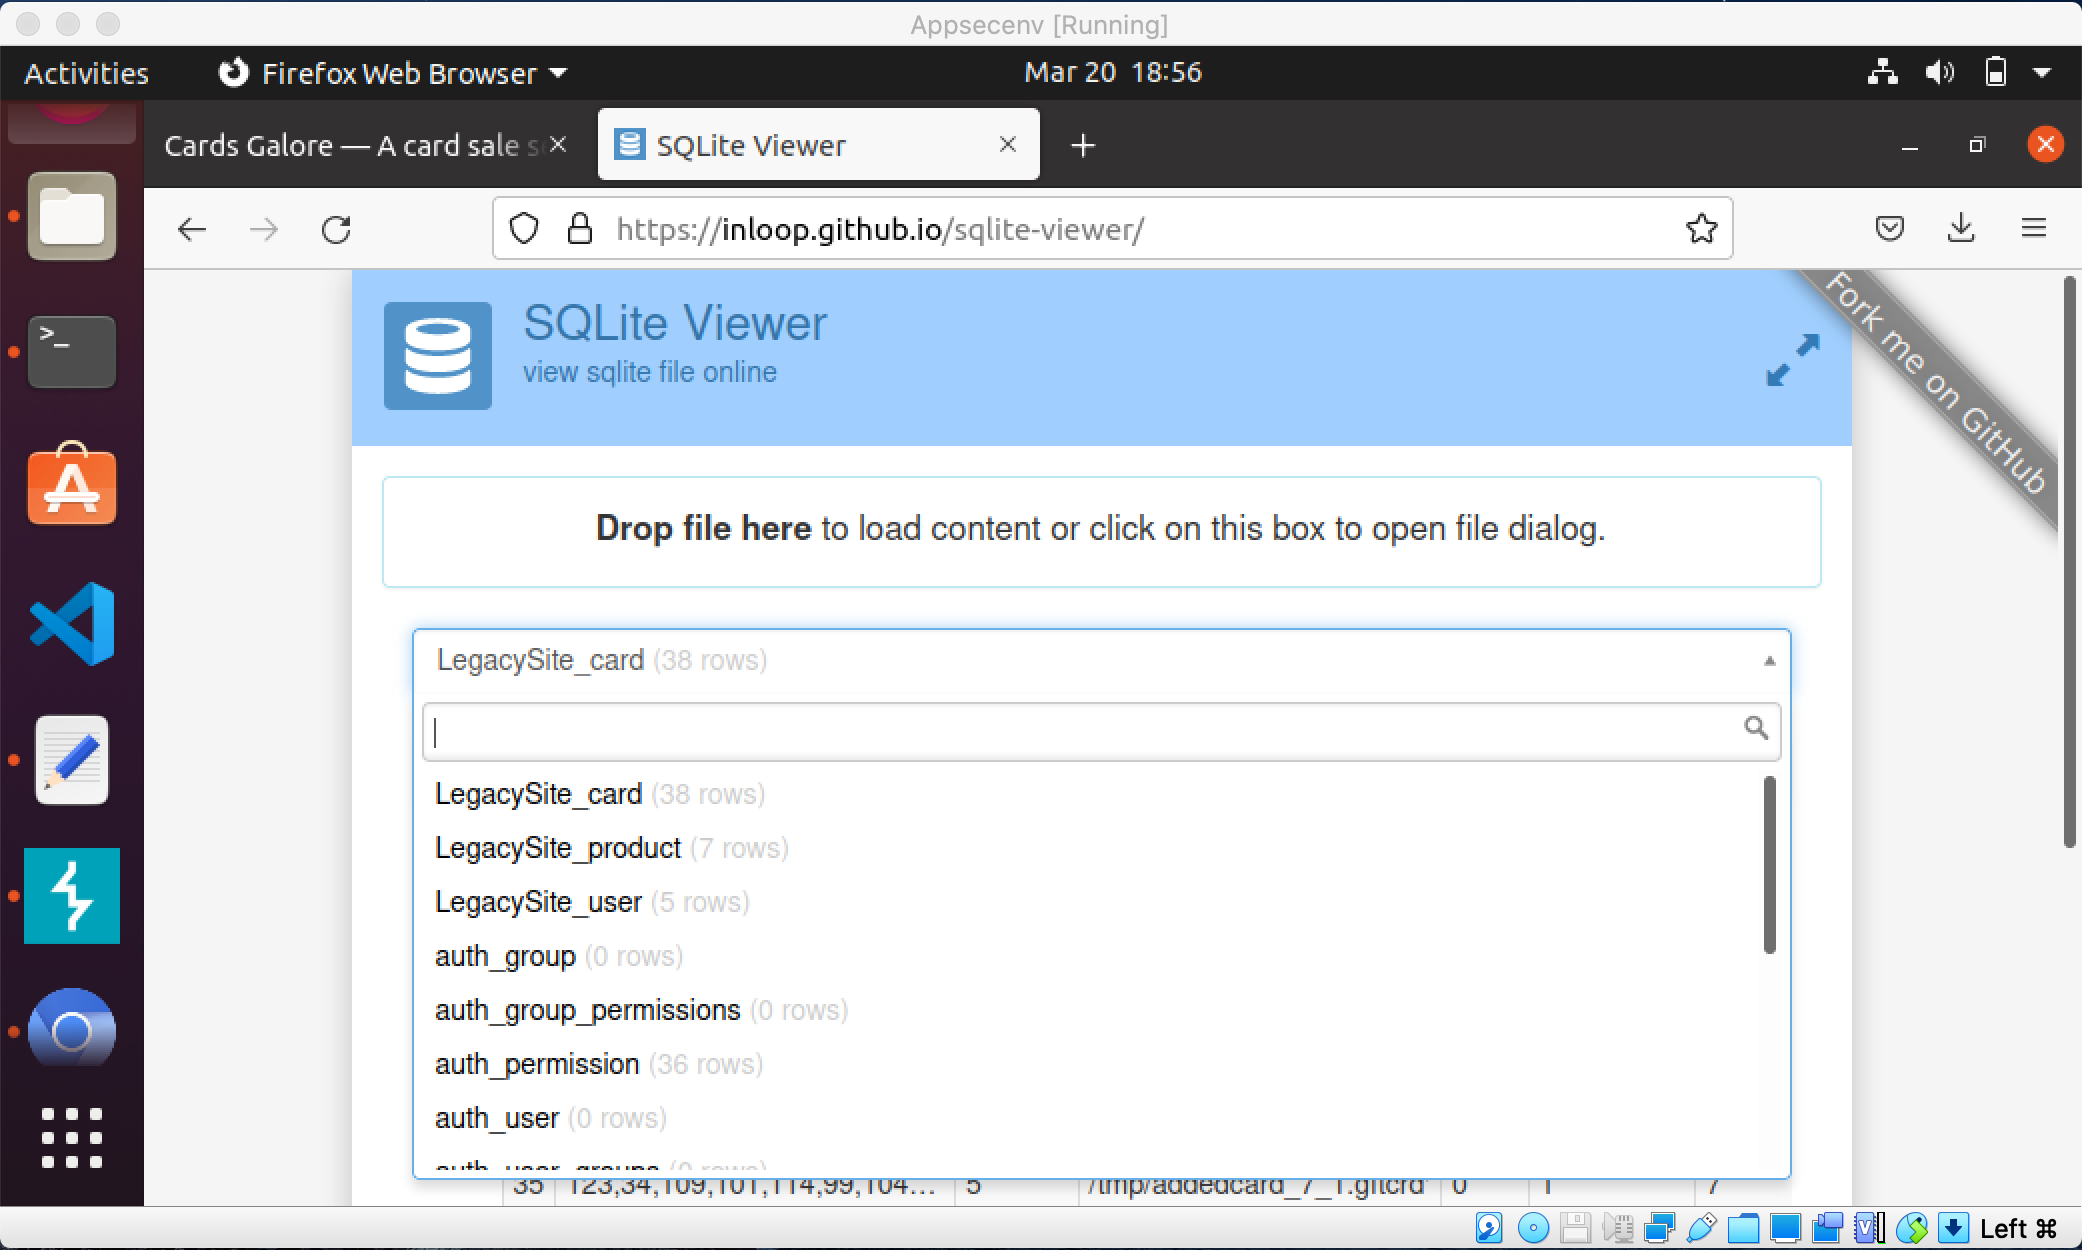 Appsecenv [Running]
Activities Firefox Web Browser Mar 20 18:56
Cards Galore — A card sale s SQLite Viewer
https://inloop.github.io/sqlite-viewer/
SQLite Viewer
view sqlite file online
Fork me on GitHub
Drop file here to load content or click on this box to open file dialog.
LegacySite_card (38 rows)
LegacySite_card (38 rows)
LegacySite_product (7 rows)
LegacySite_user (5 rows)
auth_group (0 rows)
auth_group_permissions (0 rows)
auth_permission (36 rows)
auth_user (0 rows)
auth_user_groups (0 rows)
35 123,34,109,101,114,99,104... 5 /tmp/addedcard_7_1.giftcrd' 0 1 7
Left ⌘